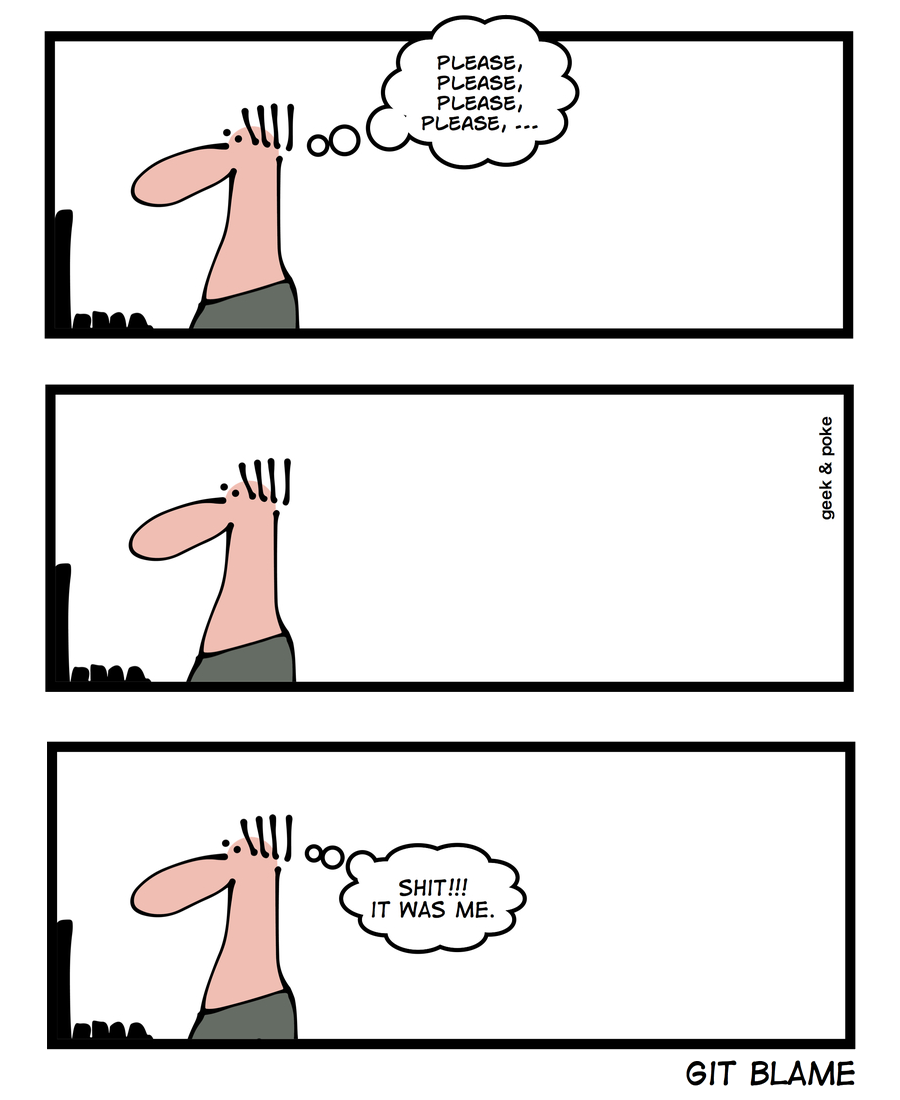 PLEASE,
PLEASE,
PLEASE,
PLEASE, ...
geek & poke
SHIT!!!
IT WAS ME.
GIT BLAME